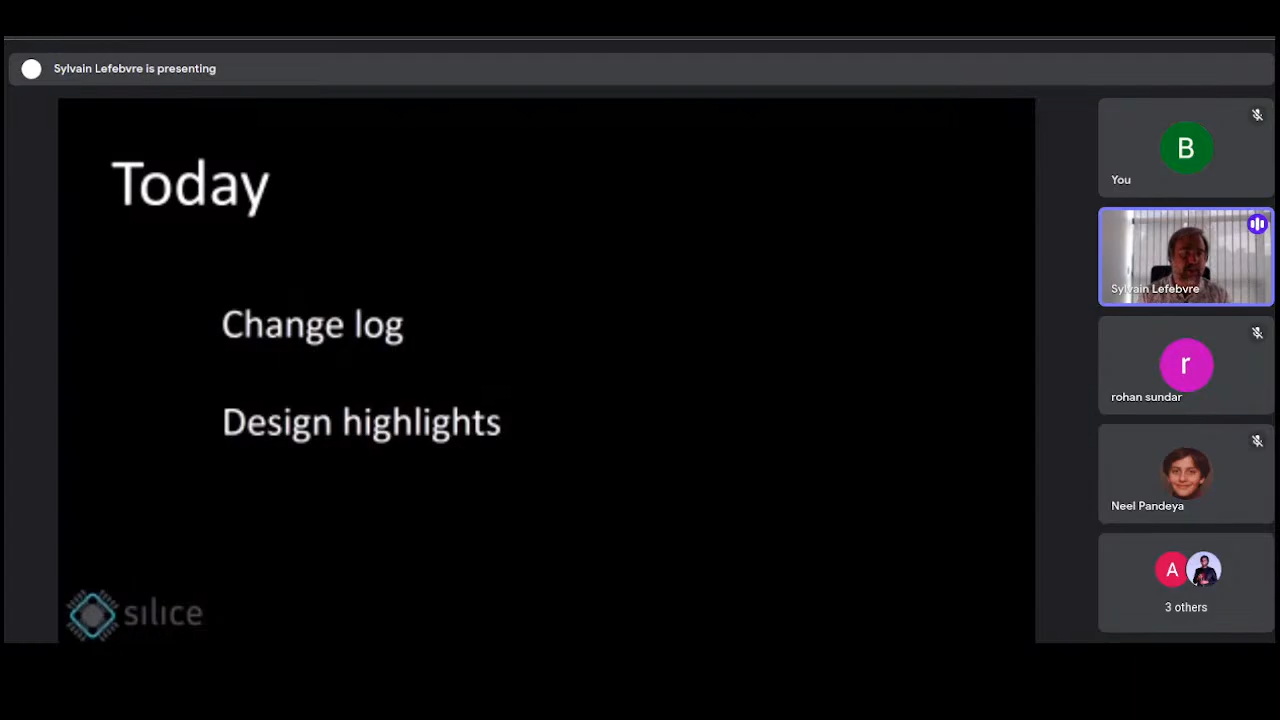 Sylvain Lefebvre is presenting
Today
Change log
Design highlights
silice
B
You
Sylvain Lefebvre
r
rohan sundar
Neel Pandeya
A
3 others